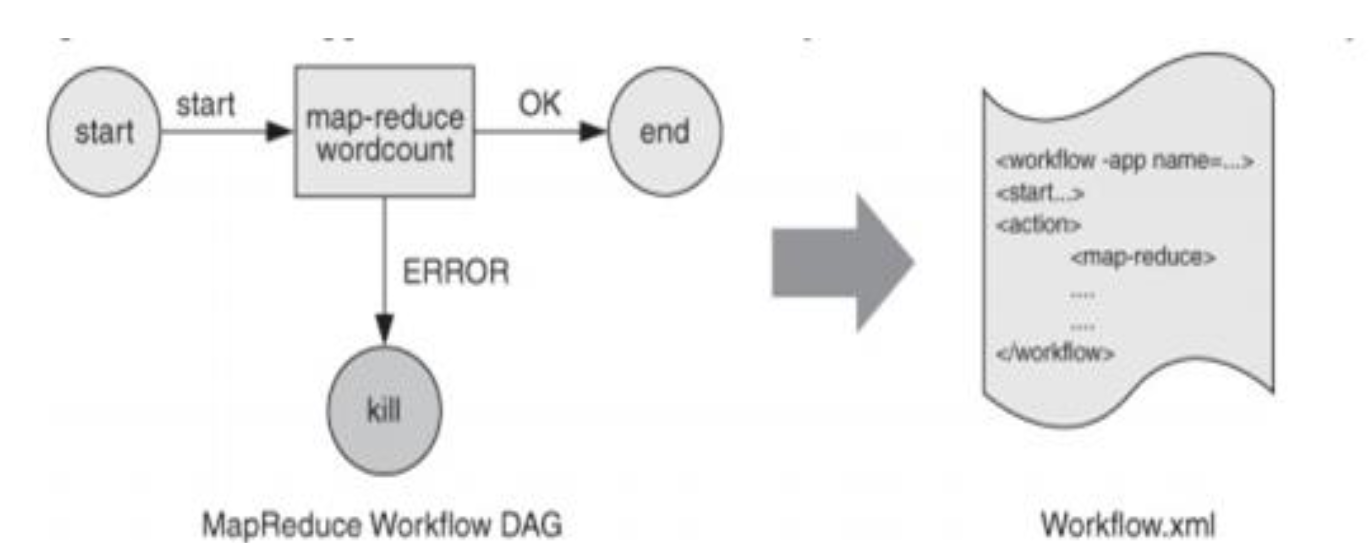 start
start
map-reduce
wordcount
OK
end
ERROR
kill
MapReduce Workflow DAG
<workflow -app name=...>
<start...>
<action>
<map-reduce>
....
....
</workflow>
Workflow.xml